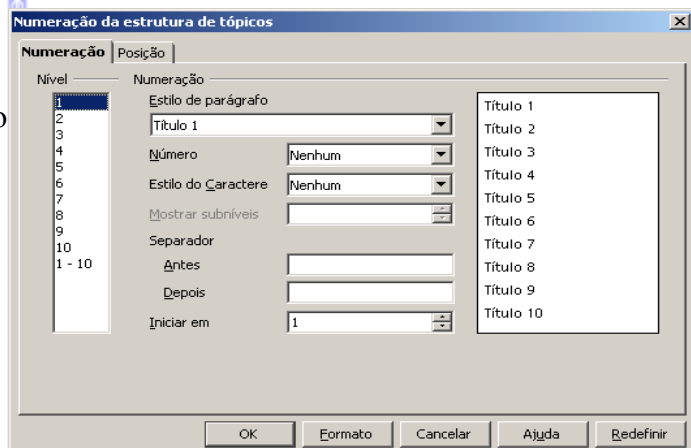 Numeração da estrutura de tópicos
Numeração Posição
Nível Numeração
1
2
3
4
5
6
7
8
9
10
1 - 10
Estilo de parágrafo
Título 1
Número Nenhum
Estilo do Caractere Nenhum
Mostrar subníveis
Separador
Antes
Depois
Iniciar em 1
Título 1
Título 2
Título 3
Título 4
Título 5
Título 6
Título 7
Título 8
Título 9
Título 10
OK Formato Cancelar Ajuda Redefinir